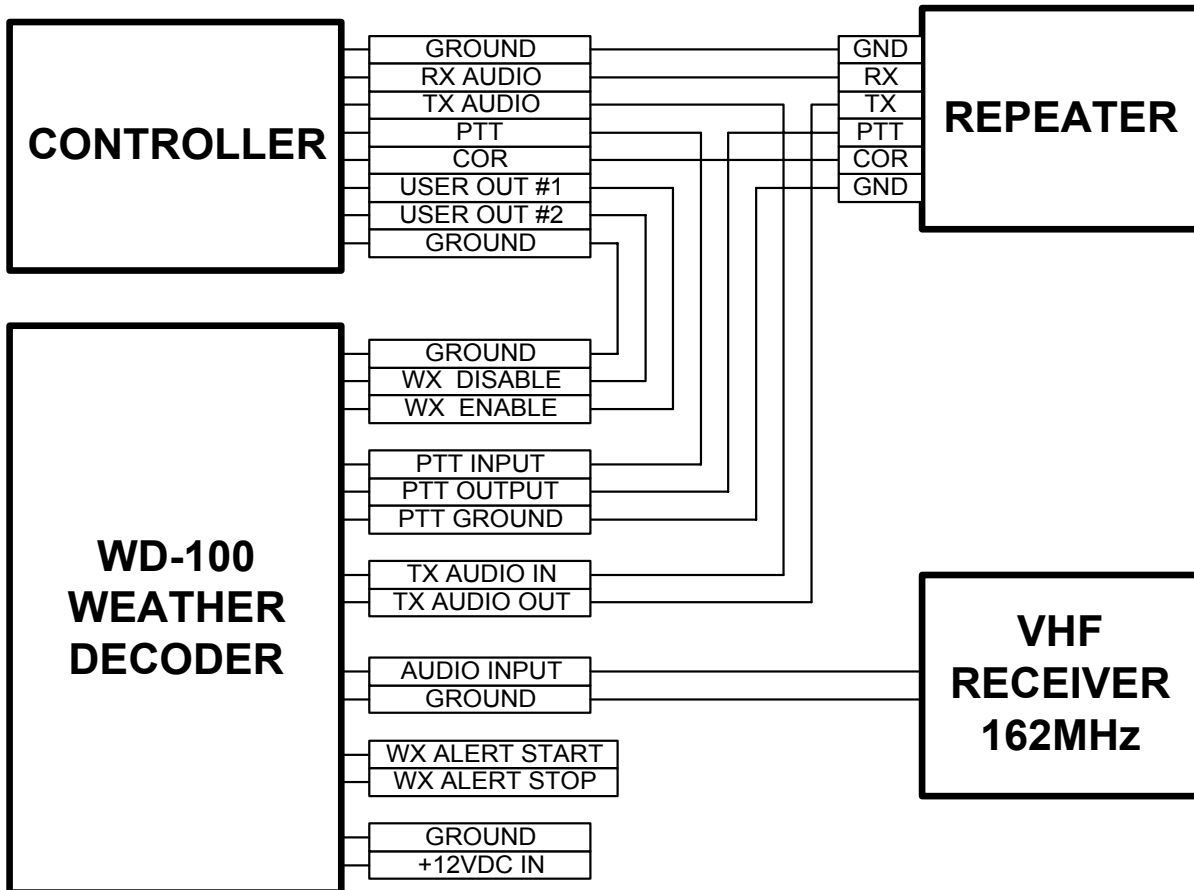 CONTROLLER
GROUND
RX AUDIO
TX AUDIO
PTT
COR
USER OUT #1
USER OUT #2
GROUND
GND
RX
TX
PTT
COR
GND
REPEATER
WD-100
WEATHER
DECODER
GROUND
WX DISABLE
WX ENABLE
PTT INPUT
PTT OUTPUT
PTT GROUND
TX AUDIO IN
TX AUDIO OUT
AUDIO INPUT
GROUND
WX ALERT START
WX ALERT STOP
GROUND
+12VDC IN
VHF
RECEIVER
162MHz